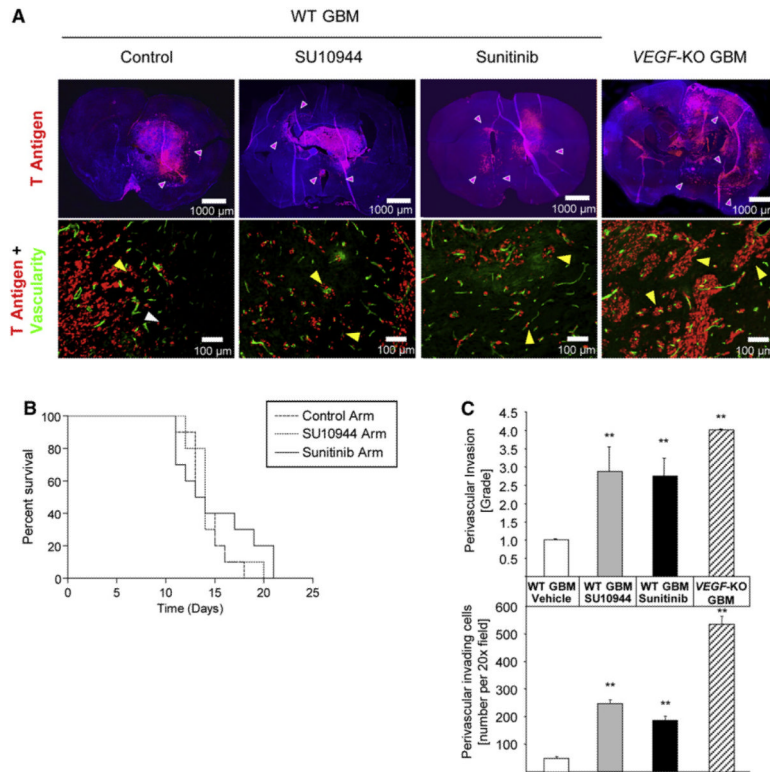 A
WT GBM
Control
SU10944
Sunitinib
VEGF-KO GBM
T Antigen
1000 µm
1000 µm
1000 µm
1000 µm
T Antigen +
Vascularity
100 µm
100 µm
100 µm
100 µm
B
Percent survival
100
80
60
40
20
0
0
5
10
15
20
25
Time (Days)
Control Arm
SU10944 Arm
Sunitinib Arm
C
Perivascular Invasion
[Grade]
4.5
4.0
3.5
3.0
2.5
2.0
1.5
1.0
0.5
**
**
**
WT GBM
Vehicle
WT GBM
SU10944
WT GBM
Sunitinib
VEGF-KO
GBM
Perivascular invading cells
[number per 20x field]
600
500
400
300
200
100
**
**
**